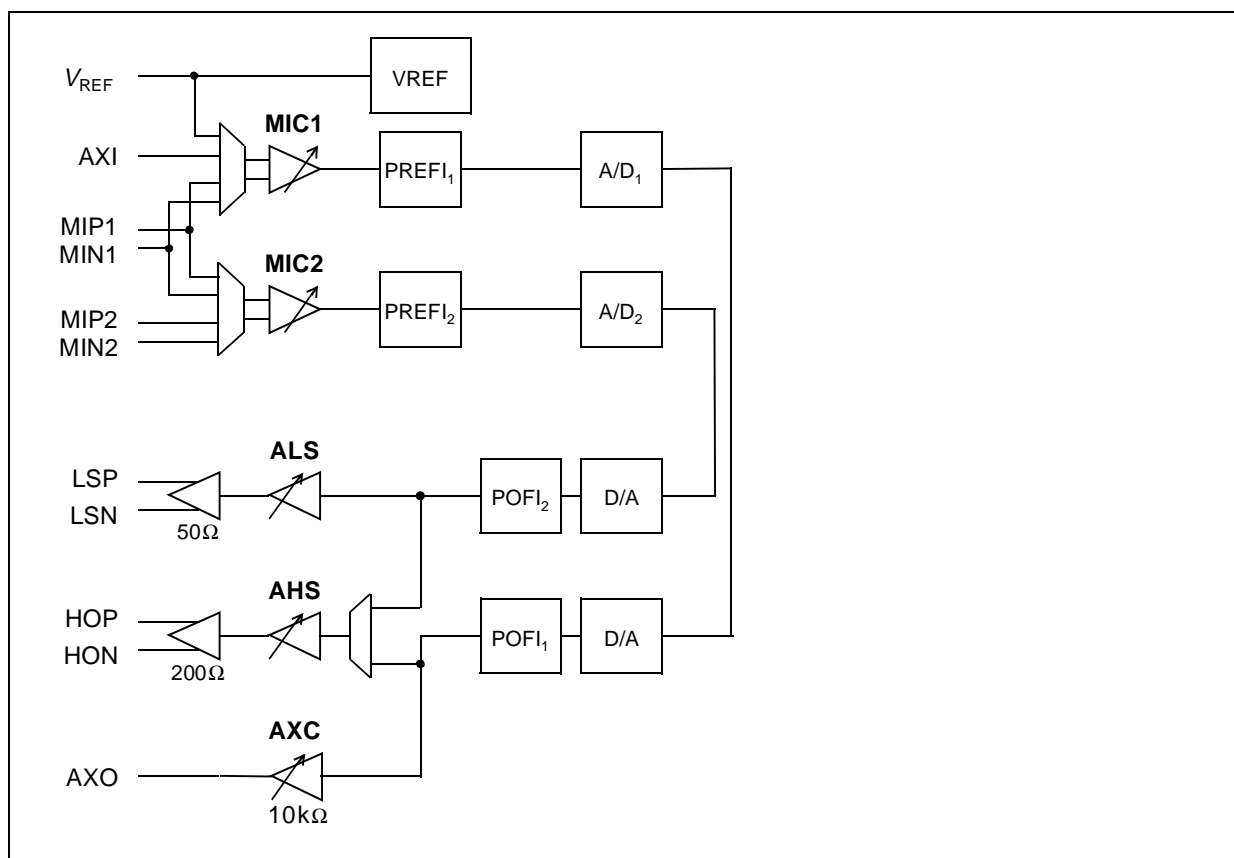 VREF
VREF
MIC1
AXI
PREFI1
A/D1
MIP1
MIN1
MIC2
PREFI2
A/D2
MIP2
MIN2
ALS
LSP
LSN
50Ω
POFI2
D/A
AHS
HOP
HON
200Ω
POFI1
D/A
AXC
AXO
10kΩ